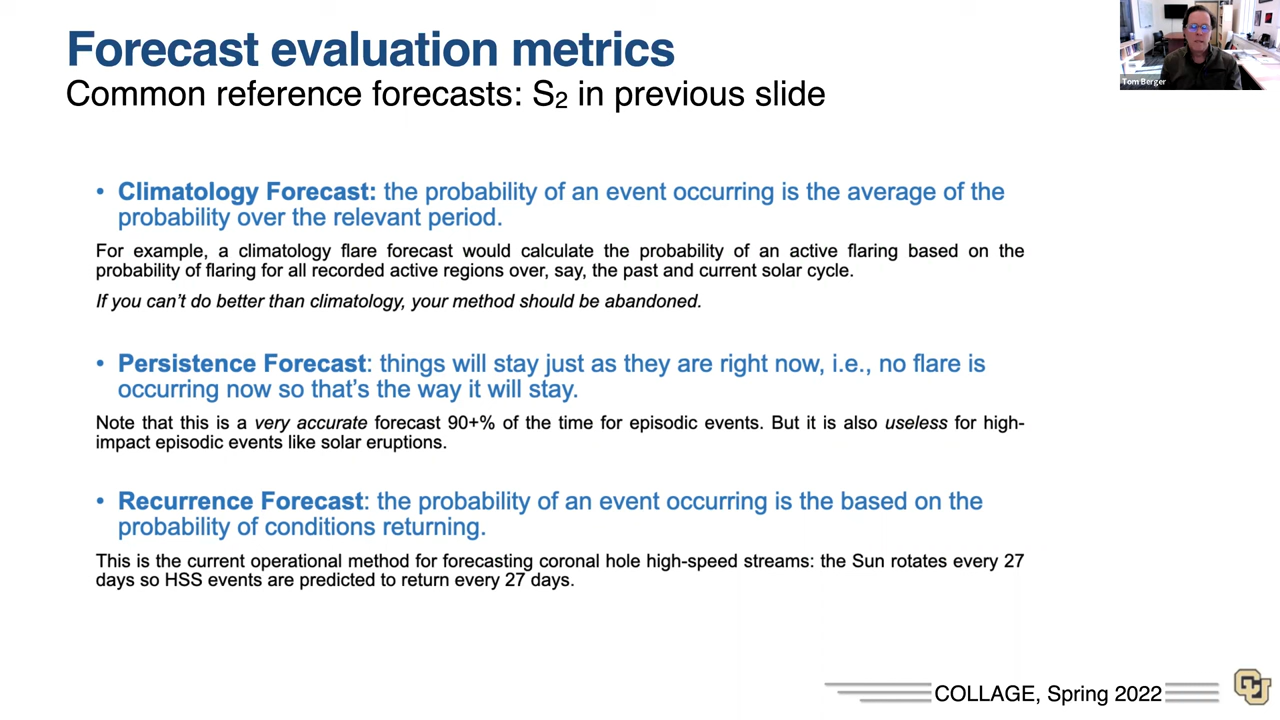 Forecast evaluation metrics
Common reference forecasts: S₂ in previous slide
Tom Berger
• Climatology Forecast: the probability of an event occurring is the average of the
probability over the relevant period.
For example, a climatology flare forecast would calculate the probability of an active flaring based on the
probability of flaring for all recorded active regions over, say, the past and current solar cycle.
If you can't do better than climatology, your method should be abandoned.
• Persistence Forecast: things will stay just as they are right now, i.e., no flare is
occurring now so that's the way it will stay.
Note that this is a very accurate forecast 90+% of the time for episodic events. But it is also useless for high-
impact episodic events like solar eruptions.
• Recurrence Forecast: the probability of an event occurring is the based on the
probability of conditions returning.
This is the current operational method for forecasting coronal hole high-speed streams: the Sun rotates every 27
days so HSS events are predicted to return every 27 days.
COLLAGE, Spring 2022
CU